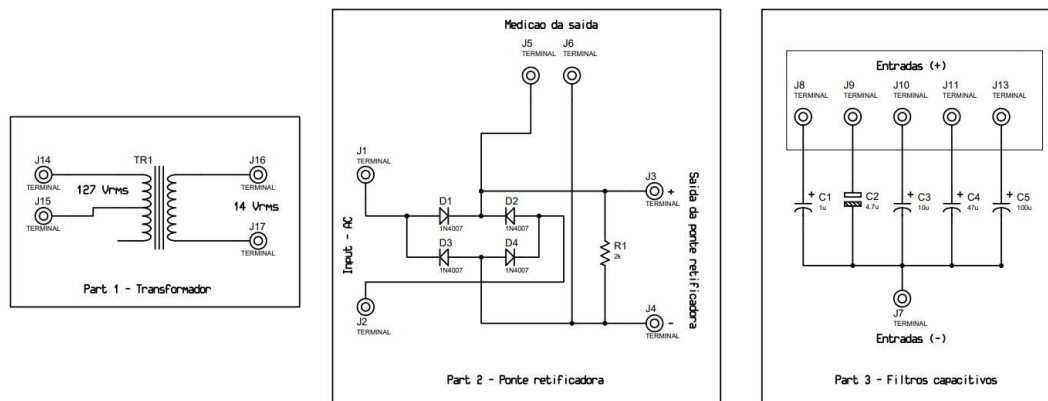 J14
TERMINAL
TR1
J16
TERMINAL
127 Vrms
J15
TERMINAL
14 Vrms
J17
TERMINAL
Part 1 - Transformador
Medicao da saida
J5
TERMINAL
J6
TERMINAL
J1
TERMINAL
J3
TERMINAL
+
D1
1N4007
D2
1N4007
D3
1N4007
D4
1N4007
R1
2k
Input - AC
Saida da ponte retificadora
J2
TERMINAL
J4
TERMINAL
-
Part 2 - Ponte retificadora
Entradas (+)
J8
TERMINAL
J9
TERMINAL
J10
TERMINAL
J11
TERMINAL
J13
TERMINAL
+
C1
1u
C2
4.7u
+
C3
10u
+
C4
47u
+
C5
100u
J7
TERMINAL
Entradas (-)
Part 3 - Filtros capacitivos